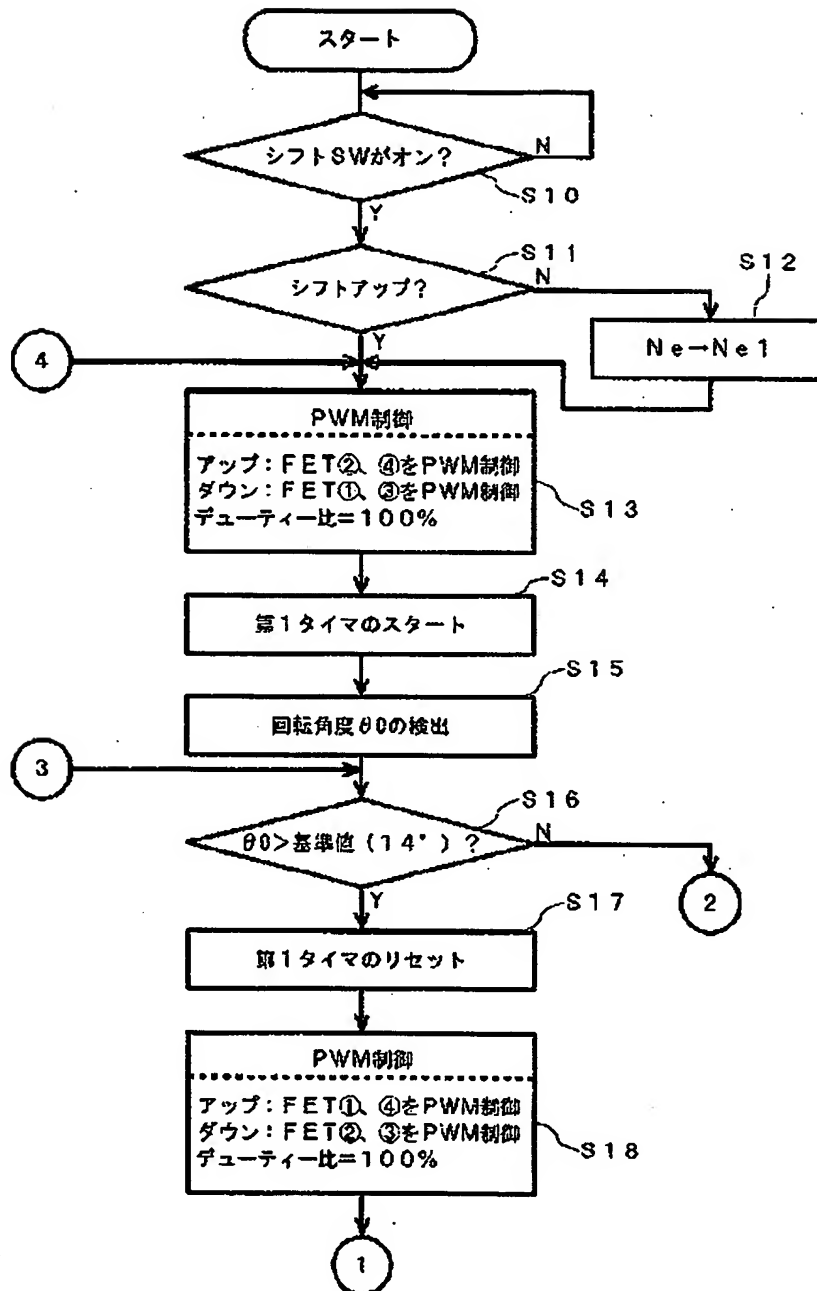 スタート
シフトSWがオン?
N
S10
Y
S11
シフトアップ?
N
S12
Ne→Ne1
Y
4
PWM制御
アップ:FET②、④をPWM制御
ダウン:FET①、③をPWM制御
デューティー比=100%
S13
S14
第1タイマのスタート
S15
回転角度θ0の検出
3
S16
θ0>基準値(14°)?
N
2
Y
S17
第1タイマのリセット
PWM制御
アップ:FET①、④をPWM制御
ダウン:FET②、③をPWM制御
デューティー比=100%
S18
1